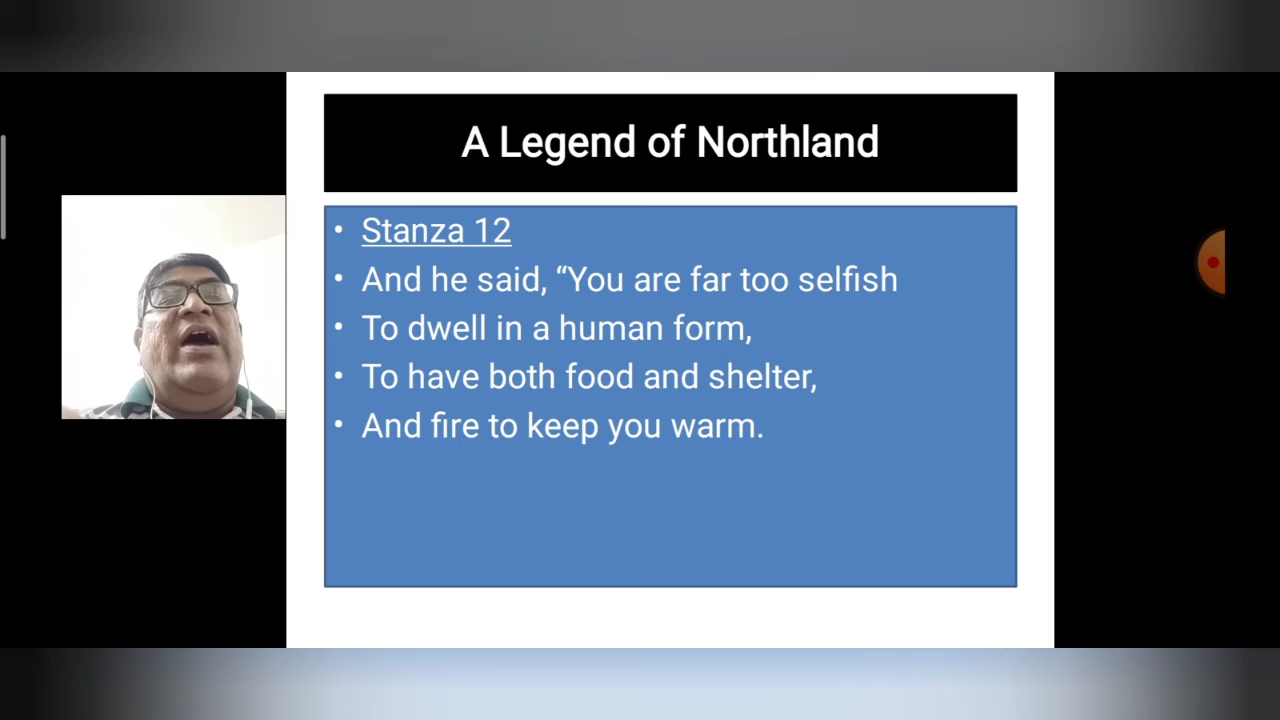 A Legend of Northland
• Stanza 12
• And he said, “You are far too selfish
• To dwell in a human form,
• To have both food and shelter,
• And fire to keep you warm.